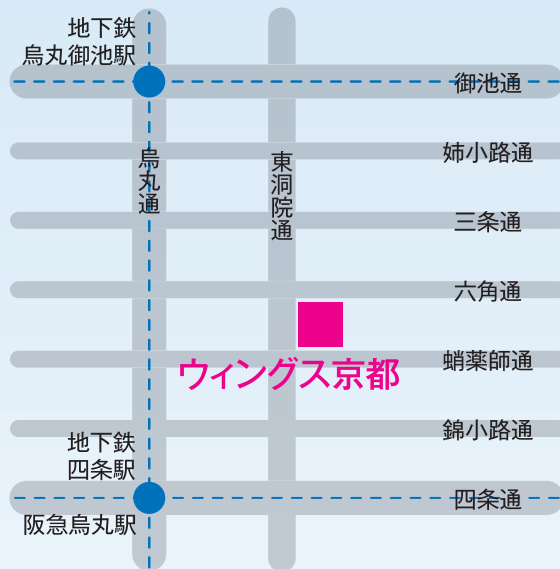 地下鉄
烏丸御池駅
御池通
姉小路通
烏丸通
東洞院通
三条通
六角通
ウィングス京都
蛸薬師通
錦小路通
地下鉄
四条駅
四条通
阪急烏丸駅